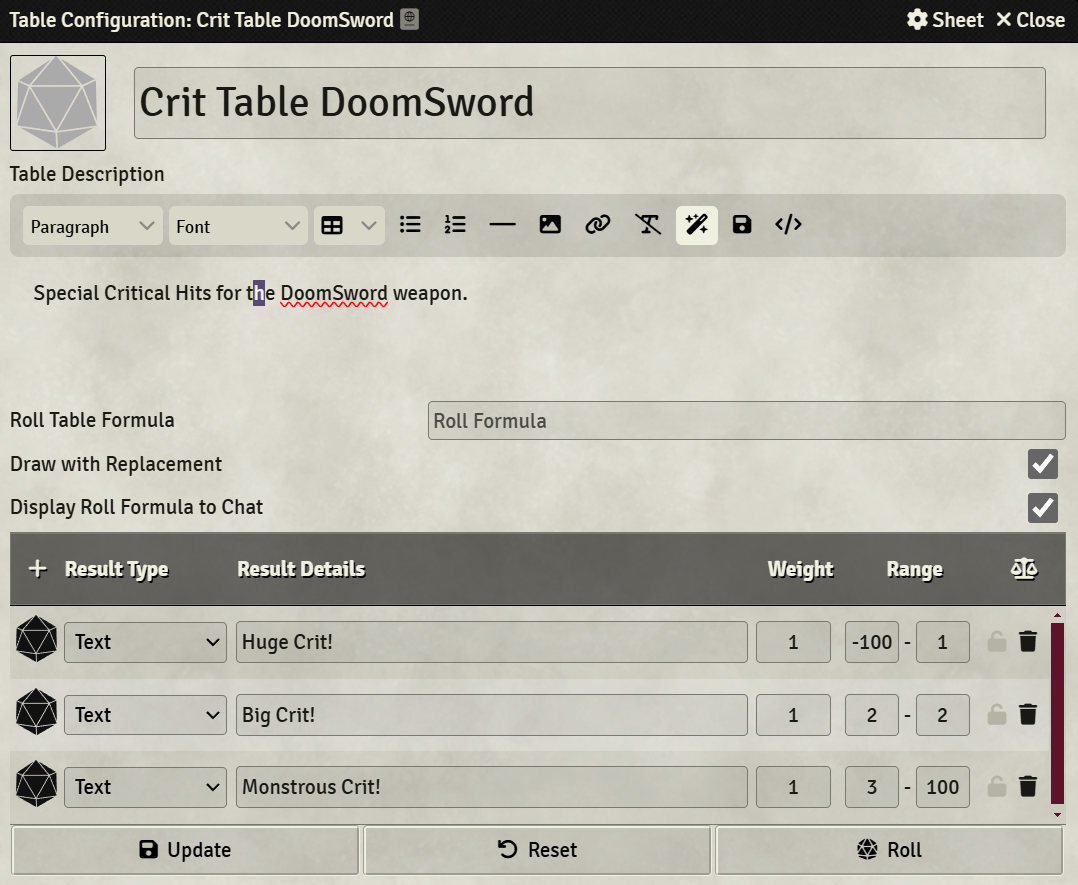 Table Configuration: Crit Table DoomSword Sheet Close
Crit Table DoomSword
Table Description
Paragraph Font
Special Critical Hits for the DoomSword weapon.
Roll Table Formula Roll Formula
Draw with Replacement
Display Roll Formula to Chat
+ Result Type Result Details Weight Range
Text Huge Crit! 1 -100 - 1
Text Big Crit! 1 2 - 2
Text Monstrous Crit! 1 3 - 100
Update Reset Roll